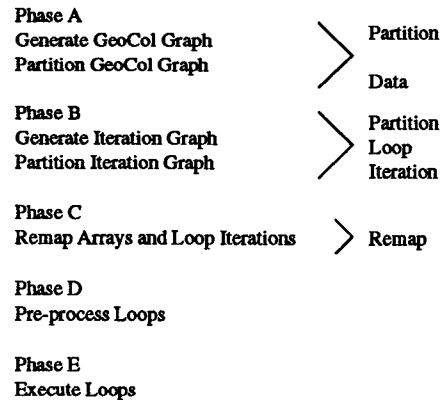 Phase A
Generate GeoCol Graph
Partition GeoCol Graph
Partition
Data
Phase B
Generate Iteration Graph
Partition Iteration Graph
Partition
Loop
Iteration
Phase C
Remap Arrays and Loop Iterations
Remap
Phase D
Pre-process Loops
Phase E
Execute Loops